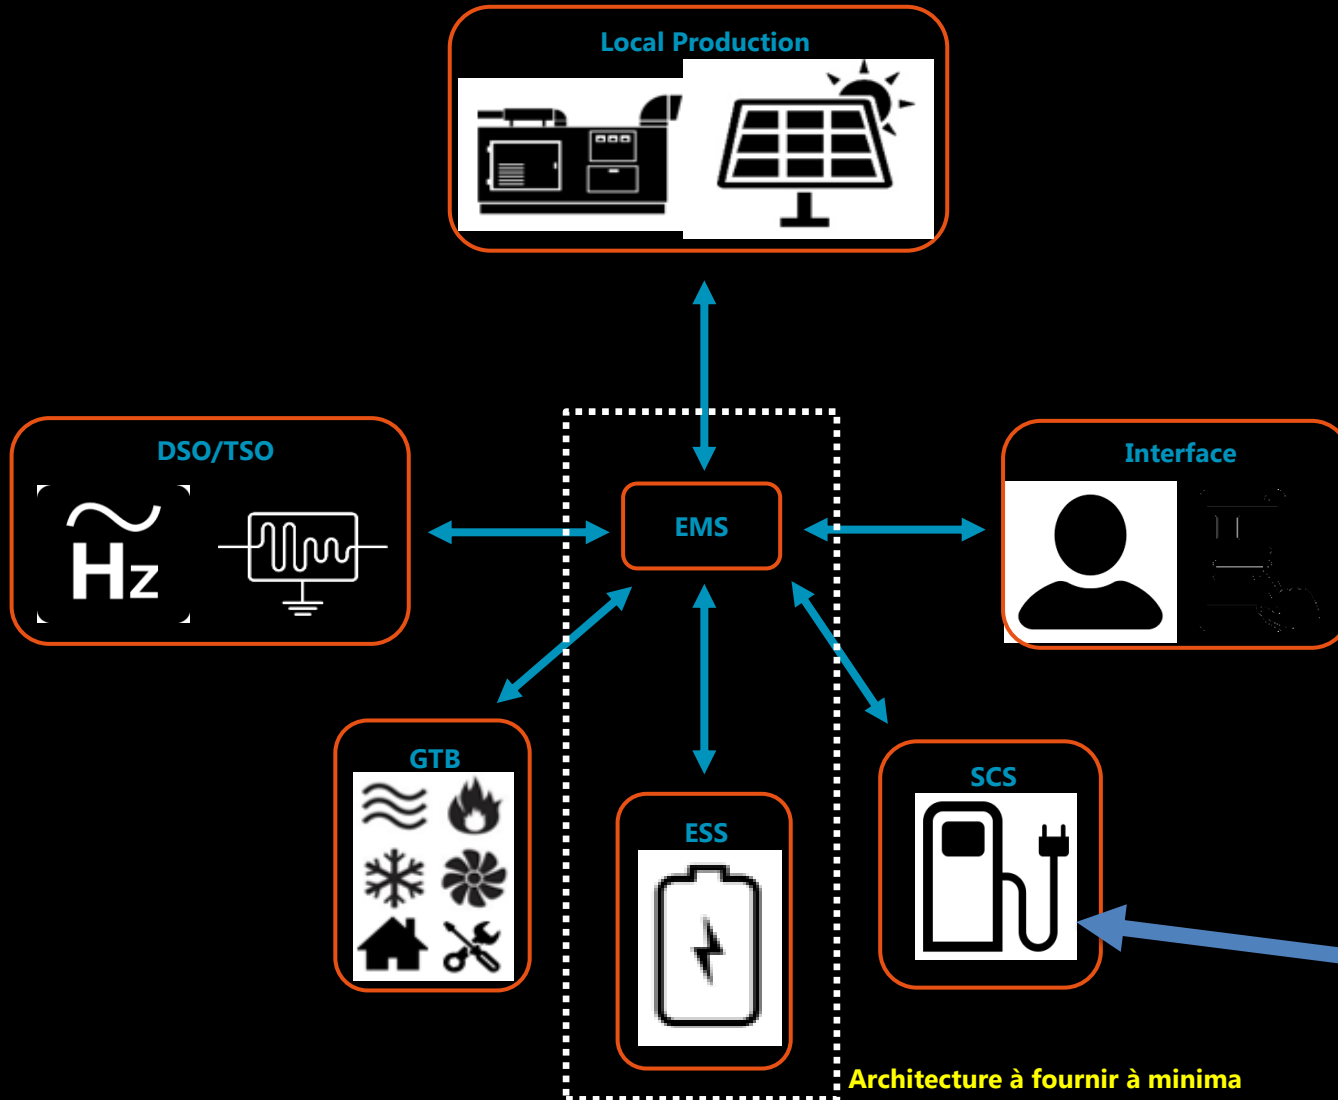 Local Production
DSO/TSO
Hz
EMS
Interface
GTB
ESS
SCS
Architecture à fournir à minima